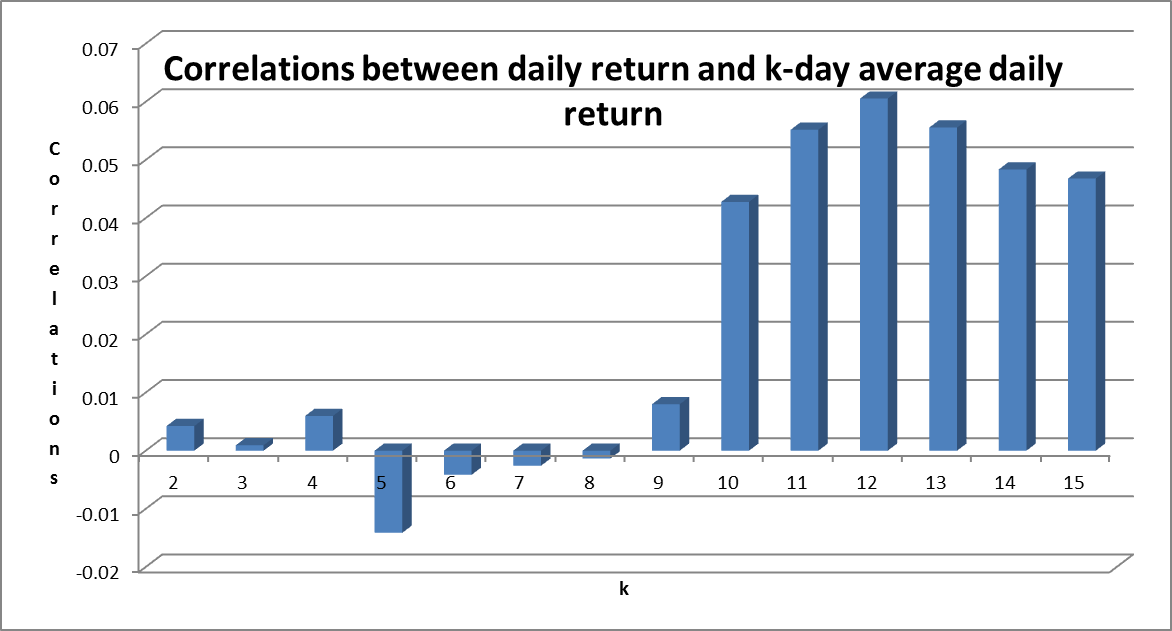 Correlations between daily return and k-day average daily
return
Correlations
0.07
0.06
0.05
0.04
0.03
0.02
0.01
0
-0.01
-0.02
2 3 4 5 6 7 8 9 10 11 12 13 14 15
k